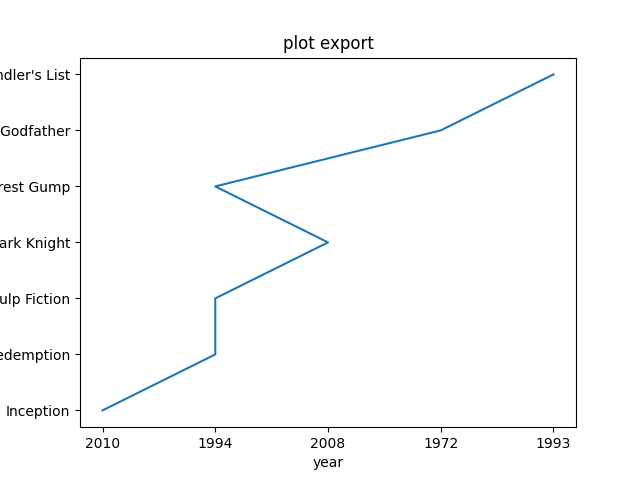 plot export
ndler's List
Godfather
rest Gump
ark Knight
ulp Fiction
edemption
Inception
2010 1994 2008 1972 1993
year